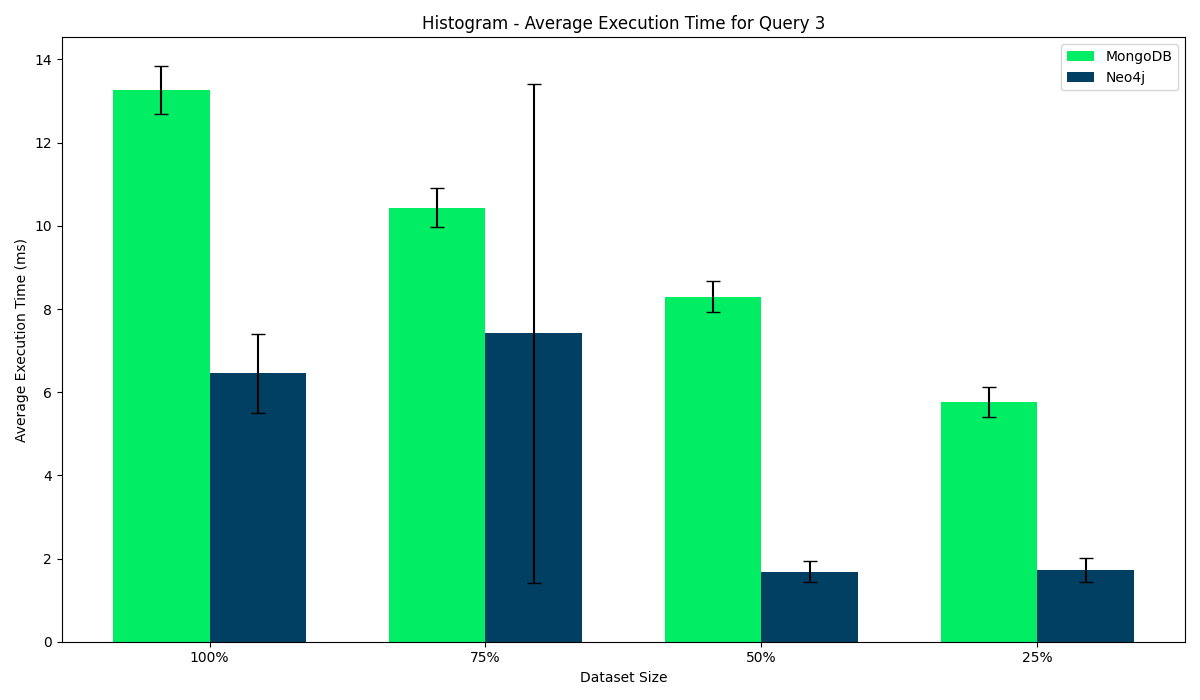 Histogram - Average Execution Time for Query 3
MongoDB
Neo4j
Average Execution Time (ms)
14
12
10
8
6
4
2
0
100%
75%
50%
25%
Dataset Size